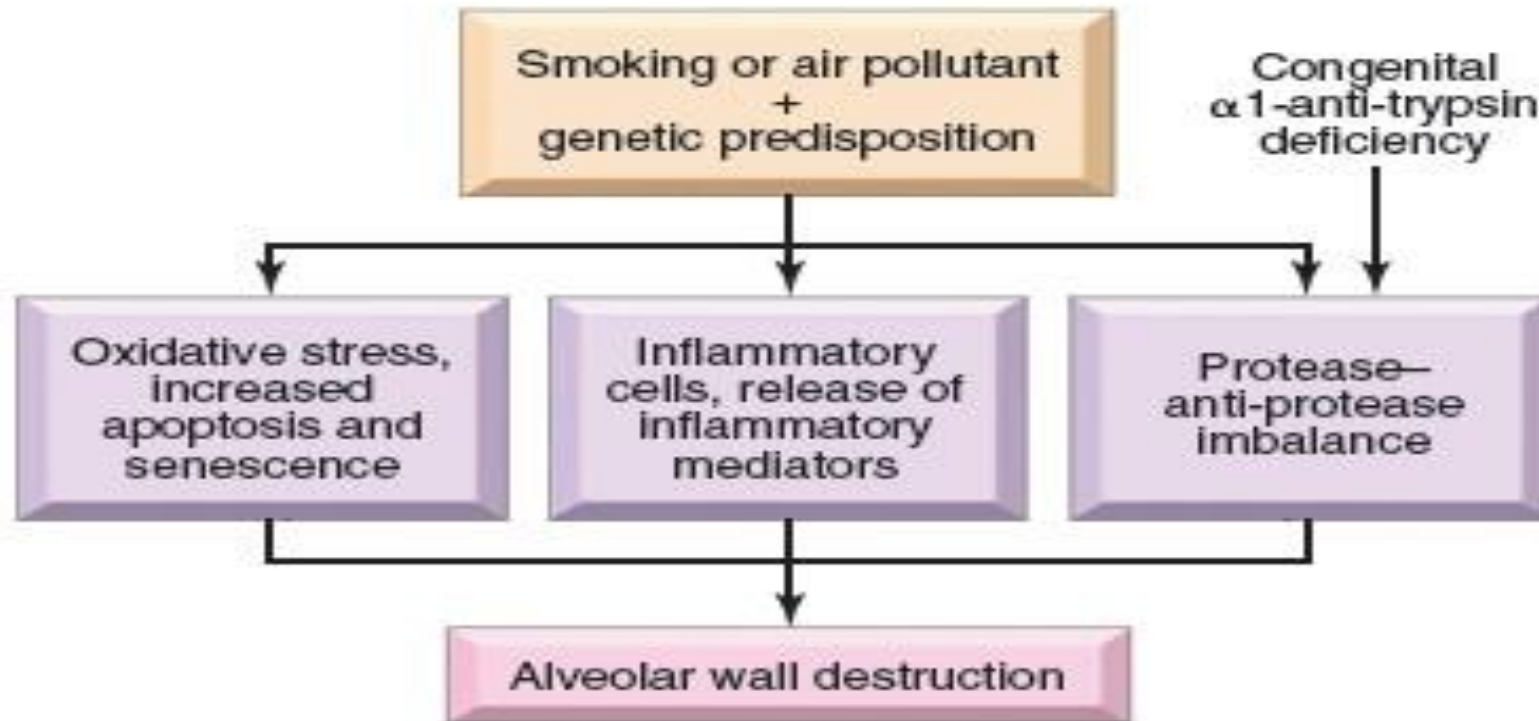 Smoking or air pollutant
+
genetic predisposition
Congenital
α1-anti-trypsin
deficiency
Oxidative stress,
increased
apoptosis and
senescence
Inflammatory
cells, release of
inflammatory
mediators
Protease–
anti-protease
imbalance
Alveolar wall destruction